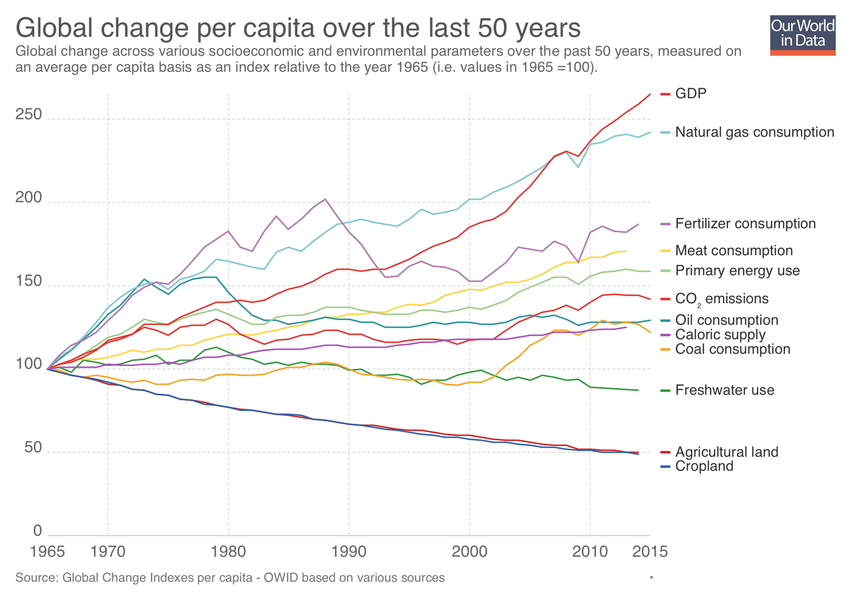 Global change per capita over the last 50 years
Our World
in Data
Global change across various socioeconomic and environmental parameters over the past 50 years, measured on
an average per capita basis as an index relative to the year 1965 (i.e. values in 1965 =100).
GDP
250
Natural gas consumption
200
Fertilizer consumption
Meat consumption
Primary energy use
150
CO2 emissions
Oil consumption
Caloric supply
Coal consumption
100
Freshwater use
50
Agricultural land
Cropland
0
1965 1970 1980 1990 2000 2010 2015
Source: Global Change Indexes per capita - OWID based on various sources